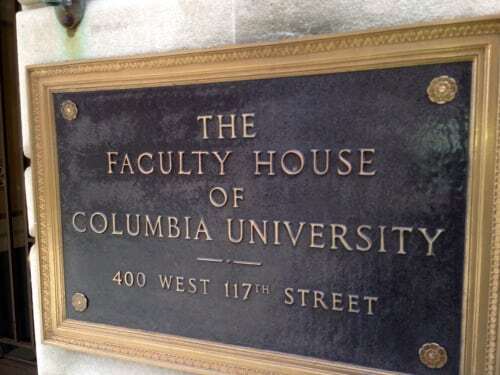 THE
FACULTY HOUSE
OF
COLUMBIA UNIVERSITY
400 WEST 117TH STREET